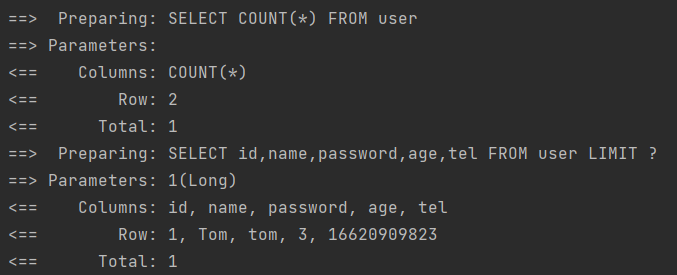 ==>  Preparing: SELECT COUNT(*) FROM user
==> Parameters:
<==    Columns: COUNT(*)
<==        Row: 2
<==      Total: 1
==>  Preparing: SELECT id,name,password,age,tel FROM user LIMIT ?
==> Parameters: 1(Long)
<==    Columns: id, name, password, age, tel
<==        Row: 1, Tom, tom, 3, 16620909823
<==      Total: 1